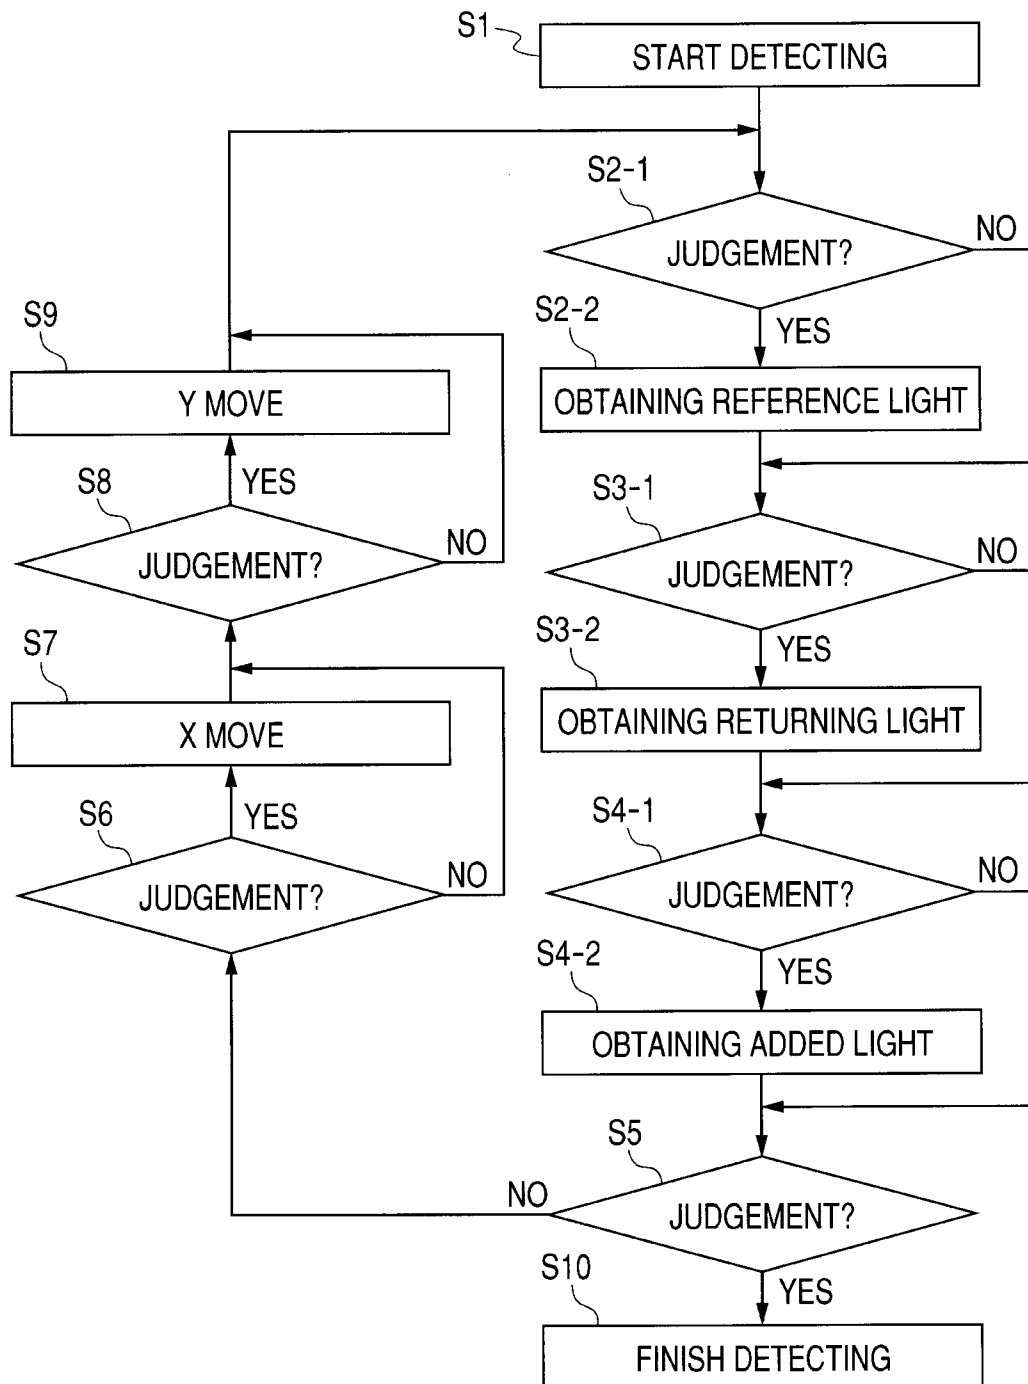 S1
START DETECTING
S2-1
JUDGEMENT?
NO
YES
S2-2
OBTAINING REFERENCE LIGHT
S3-1
JUDGEMENT?
NO
YES
S3-2
OBTAINING RETURNING LIGHT
S4-1
JUDGEMENT?
NO
YES
S4-2
OBTAINING ADDED LIGHT
S5
JUDGEMENT?
NO
YES
S10
FINISH DETECTING
S6
JUDGEMENT?
NO
YES
S7
X MOVE
S8
JUDGEMENT?
NO
YES
S9
Y MOVE